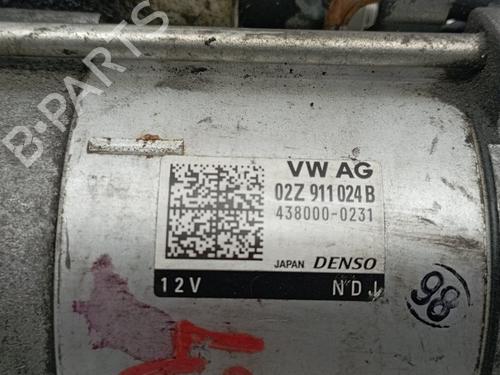 B-PARTS
VW AG
02Z 911 024 B
438000-0231
JAPAN DENSO
12V NDJ
98